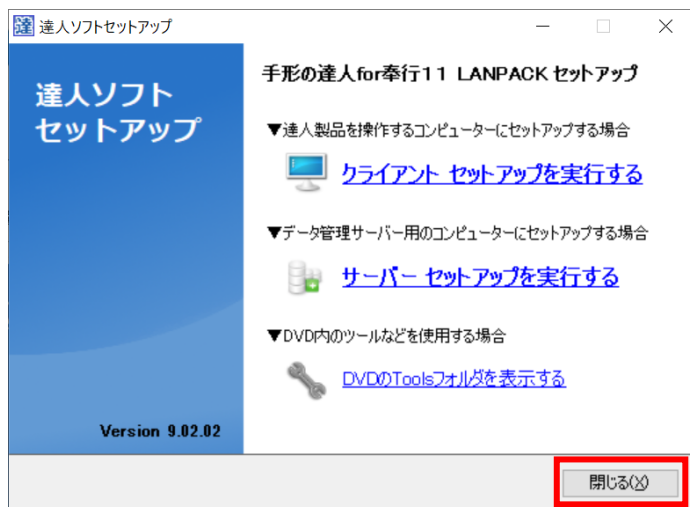 達 達人ソフトセットアップ
達人ソフト
セットアップ
手形の達人for奉行11 LANPACK セットアップ
▼達人製品を操作するコンピューターにセットアップする場合
クライアント セットアップを実行する
▼データ管理サーバー用のコンピューターにセットアップする場合
サーバー セットアップを実行する
▼DVD内のツールなどを使用する場合
DVDのToolsフォルダを表示する
Version 9.02.02
閉じる(X)